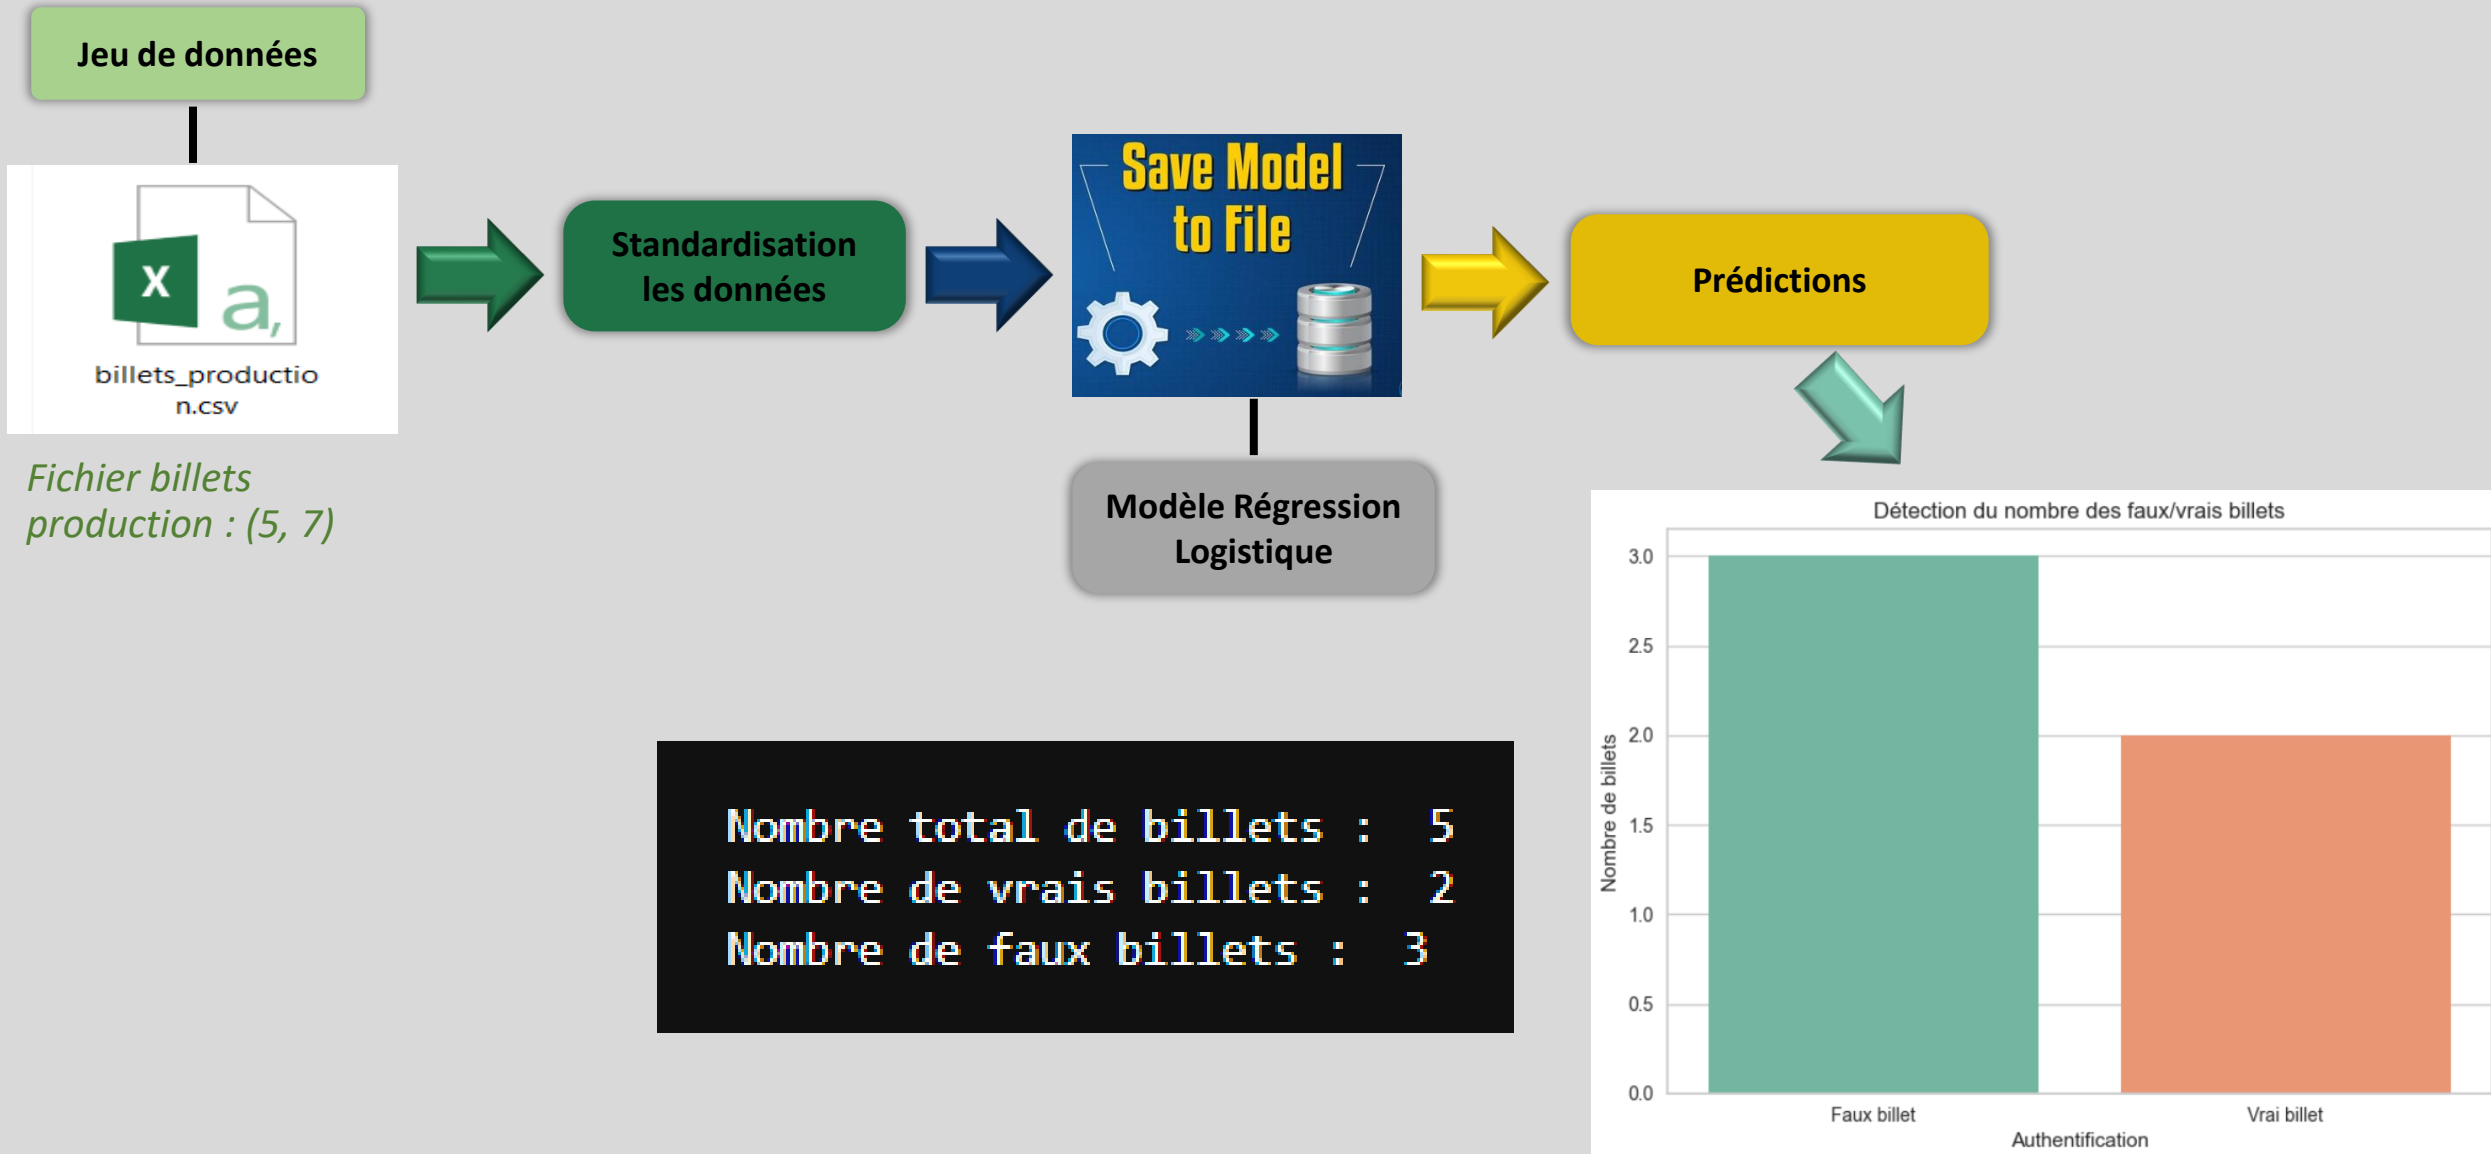 Jeu de données
X
a,
billets_productio
n.csv
Fichier billets
production : (5, 7)
Standardisation
les données
Save Model
to File
Modèle Régression
Logistique
Prédictions
Nombre total de billets :  5
Nombre de vrais billets :  2
Nombre de faux billets :  3
Détection du nombre des faux/vrais billets
Nombre de billets
3.0
2.5
2.0
1.5
1.0
0.5
0.0
Faux billet
Vrai billet
Authentification